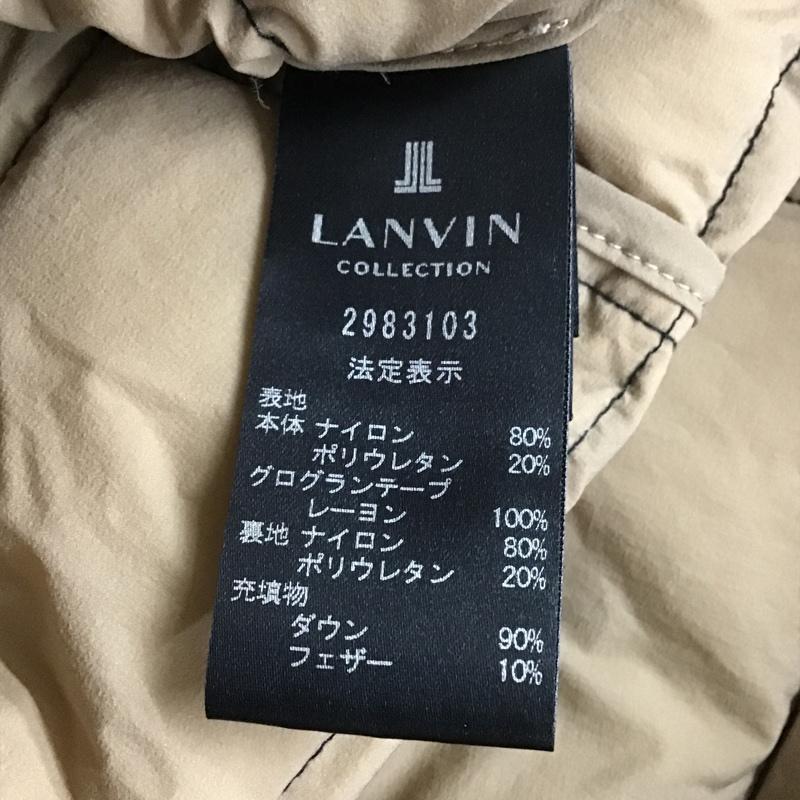 LANVIN
COLLECTION
2983103
法定表示
表地
本体 ナイロン 80%
ポリウレタン 20%
グログランテープ
レーヨン 100%
裏地 ナイロン 80%
ポリウレタン 20%
充填物
ダウン 90%
フェザー 10%